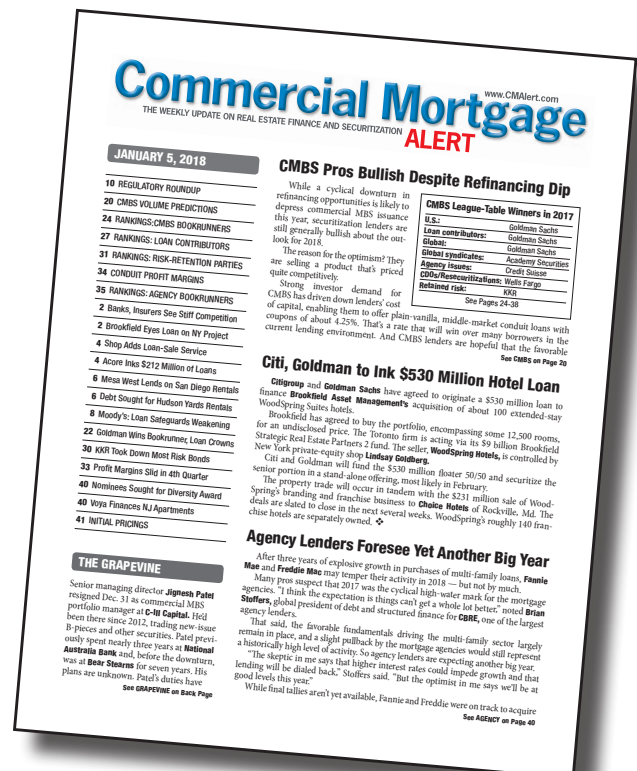 Commercial Mortgage
www.CMAlert.com
THE WEEKLY UPDATE ON REAL ESTATE FINANCE AND SECURITIZATION
ALERT
JANUARY 5, 2018
10 REGULATORY ROUNDUP
20 CMBS VOLUME PREDICTIONS
24 RANKINGS:CMBS BOOKRUNNERS
27 RANKINGS: LOAN CONTRIBUTORS
31 RANKINGS: RISK-RETENTION PARTIES
34 CONDUIT PROFIT MARGINS
35 RANKINGS: AGENCY BOOKRUNNERS
2 Banks, Insurers See Stiff Competition
2 Brookfield Eyes Loan on NY Project
4 Shop Adds Loan-Sale Service
4 Acore Inks $212 Million of Loans
6 Mesa West Lends on San Diego Rentals
6 Debt Sought for Hudson Yards Rentals
8 Moody's: Loan Safeguards Weakening
22 Goldman Wins Bookrunner, Loan Crowns
30 KKR Took Down Most Risk Bonds
33 Profit Margins Slid in 4th Quarter
40 Nominees Sought for Diversity Award
40 Voya Finances NJ Apartments
41 INITIAL PRICINGS
THE GRAPEVINE
Senior managing director Jignesh Patel
resigned Dec. 31 as commercial MBS
portfolio manager at C-III Capital. He'd
been there since 2012, trading new-issue
B-pieces and other securities. Patel previ-
ously spent nearly three years at National
Australia Bank and, before the downturn,
was at Bear Stearns for seven years. His
plans are unknown. Patel's duties have
See GRAPEVINE on Back Page
CMBS Pros Bullish Despite Refinancing Dip
While a cyclical downturn in
refinancing opportunities is likely to
depress commercial MBS issuance
this year, securitization lenders are
still generally bullish about the out-
look for 2018.
The reason for the optimism? They
are selling a product that's priced
quite competitively.
Strong investor demand for
CMBS has driven down lenders' cost
of capital, enabling them to offer plain-vanilla, middle-market conduit loans with
coupons of about 4.25%. That's a rate that will win over many borrowers in the
current lending environment. And CMBS lenders are hopeful that the favorable
See CMBS on Page 20
CMBS League-Table Winners in 2017
U.S.: Goldman Sachs
Loan contributors: Goldman Sachs
Global: Goldman Sachs
Global syndicates: Academy Securities
Agency issues: Credit Suisse
CDOs/Resecuritizations: Wells Fargo
Retained risk: KKR
See Pages 24-38
Citi, Goldman to Ink $530 Million Hotel Loan
Citigroup and Goldman Sachs have agreed to originate a $530 million loan to
finance Brookfield Asset Management's acquisition of about 100 extended-stay
WoodSpring Suites hotels.
Brookfield has agreed to buy the portfolio, encompassing some 12,500 rooms,
for an undisclosed price. The Toronto firm is acting via its $9 billion Brookfield
Strategic Real Estate Partners 2 fund. The seller, WoodSpring Hotels, is controlled by
New York private-equity shop Lindsay Goldberg.
Citi and Goldman will fund the $530 million floater 50/50 and securitize the
senior portion in a stand-alone offering, most likely in February.
The property trade will occur in tandem with the $231 million sale of Wood-
Spring's branding and franchise business to Choice Hotels of Rockville, Md. The
deals are slated to close in the next several weeks. WoodSpring's roughly 140 fran-
chise hotels are separately owned. ❖
Agency Lenders Foresee Yet Another Big Year
After three years of explosive growth in purchases of multi-family loans, Fannie
Mae and Freddie Mac may temper their activity in 2018 — but not by much.
Many pros suspect that 2017 was the cyclical high-water mark for the mortgage
agencies. "I think the expectation is things can't get a whole lot better," noted Brian
Stoffers, global president of debt and structured finance for CBRE, one of the largest
agency lenders.
That said, the favorable fundamentals driving the multi-family sector largely
remain in place, and a slight pullback by the mortgage agencies would still represent
a historically high level of activity. So agency lenders are expecting another big year.
"The skeptic in me says that higher interest rates could impede growth and that
lending will be dialed back," Stoffers said. "But the optimist in me says we'll be at
good levels this year."
While final tallies aren't yet available, Fannie and Freddie were on track to acquire
See AGENCY on Page 40